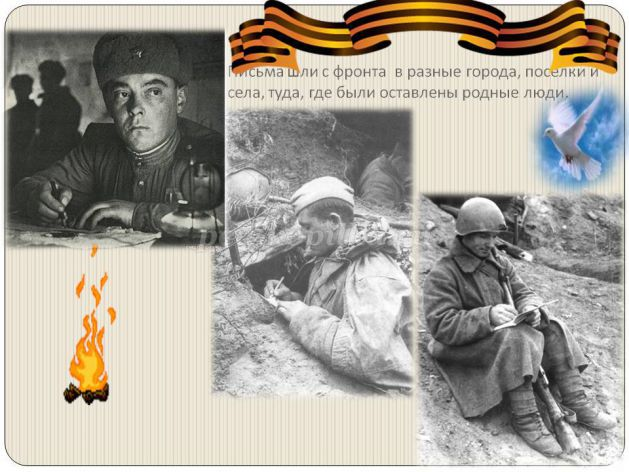 Письма шли с фронта в разные города, поселки и
села, туда, где были оставлены родные люди.